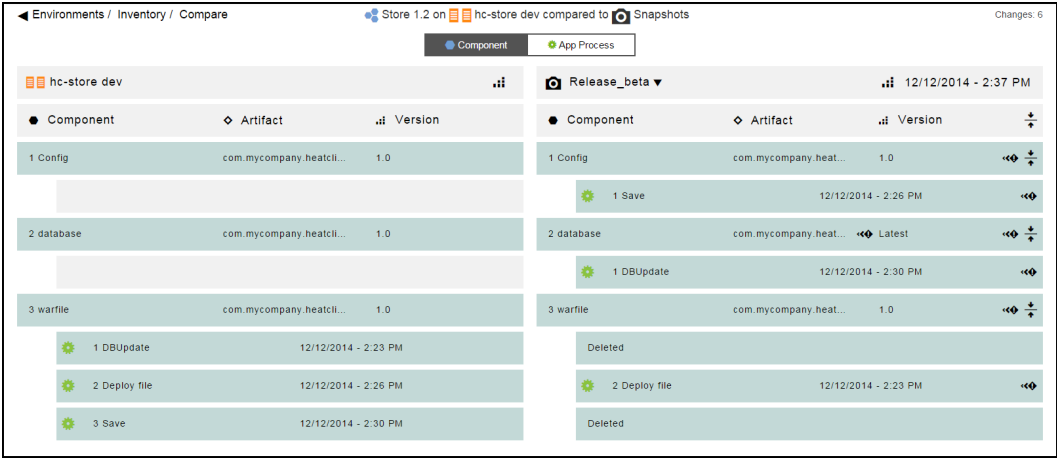 Environments / Inventory / Compare
Store 1.2 on hc-store dev compared to Snapshots
Changes: 6
Component
App Process
hc-store dev
Release_beta
12/12/2014 - 2:37 PM
Component Artifact Version
Component Artifact Version
1 Config com.mycompany.heatcli... 1.0
1 Config com.mycompany.heat... 1.0
1 Save 12/12/2014 - 2:26 PM
2 database com.mycompany.heatcli... 1.0
2 database com.mycompany.heat... Latest
1 DBUpdate 12/12/2014 - 2:30 PM
3 warfile com.mycompany.heatcli... 1.0
3 warfile com.mycompany.heat... 1.0
1 DBUpdate 12/12/2014 - 2:23 PM
Deleted
2 Deploy file 12/12/2014 - 2:26 PM
2 Deploy file 12/12/2014 - 2:23 PM
3 Save 12/12/2014 - 2:30 PM
Deleted